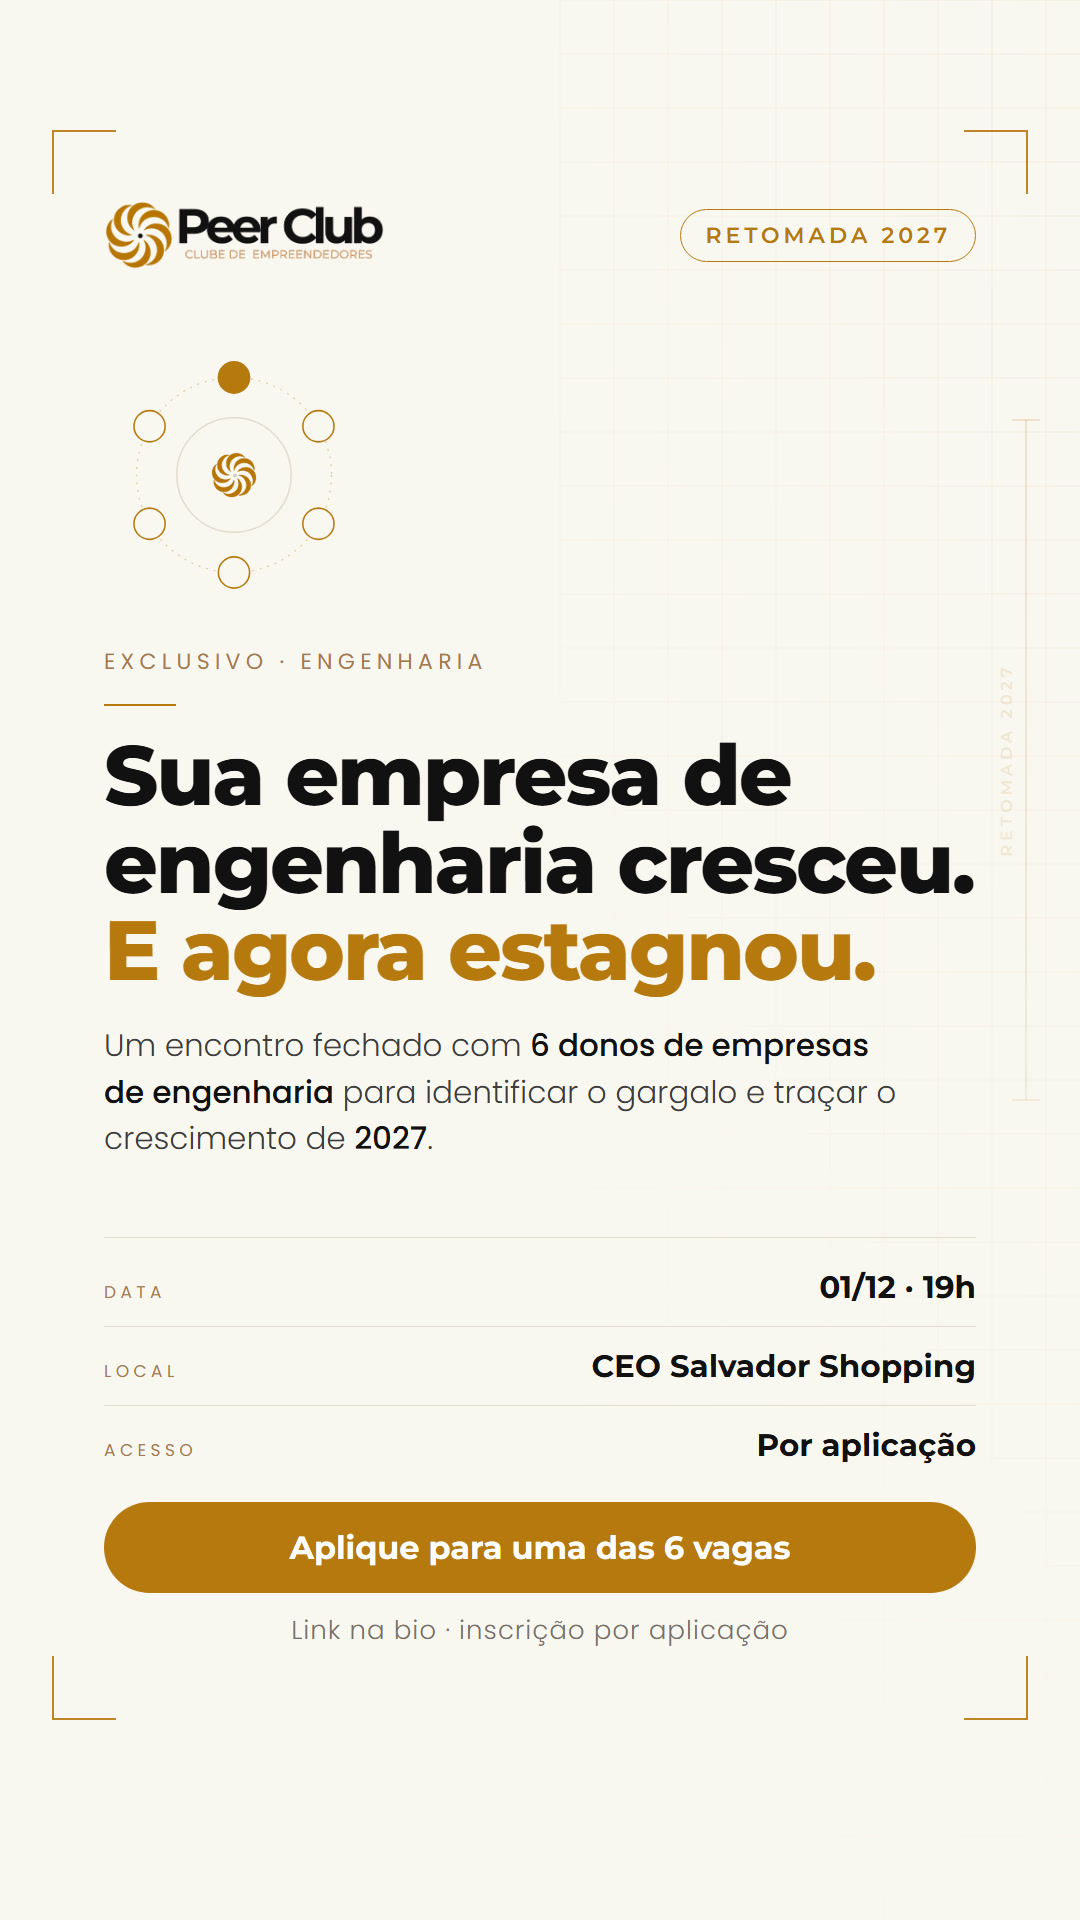 Peer Club
CLUBE DE EMPREENDEDORES
RETOMADA 2027
EXCLUSIVO · ENGENHARIA
Sua empresa de
engenharia cresceu.
E agora estagnou.
RETOMADA 2027
Um encontro fechado com 6 donos de empresas
de engenharia para identificar o gargalo e traçar o
crescimento de 2027.
DATA
01/12 · 19h
LOCAL
CEO Salvador Shopping
ACESSO
Por aplicação
Aplique para uma das 6 vagas
Link na bio · inscrição por aplicação